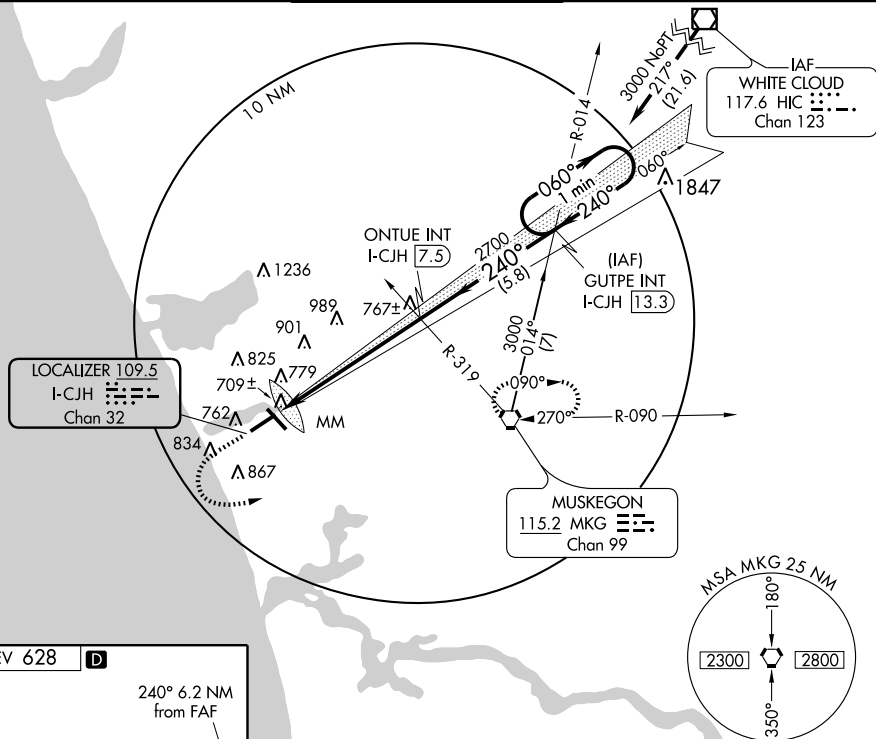 10 NM
3000 NoPT
217°
(21.6)
IAF
WHITE CLOUD
117.6 HIC
Chan 123
R-014
060°
1 min
240°
060°
1847
ONTUE INT
I-CJH 7.5
2700
240°
(5.8)
(IAF)
GUTPE INT
I-CJH 13.3
1236
989
767±
901
825
779
709±
R-319
3000
014°
(7)
LOCALIZER 109.5
I-CJH
Chan 32
762
MM
834
867
090°
270°
R-090
MUSKEGON
115.2 MKG
Chan 99
MSA MKG 25 NM
180°
2300
2800
350°
EV 628 D
240° 6.2 NM
from FAF